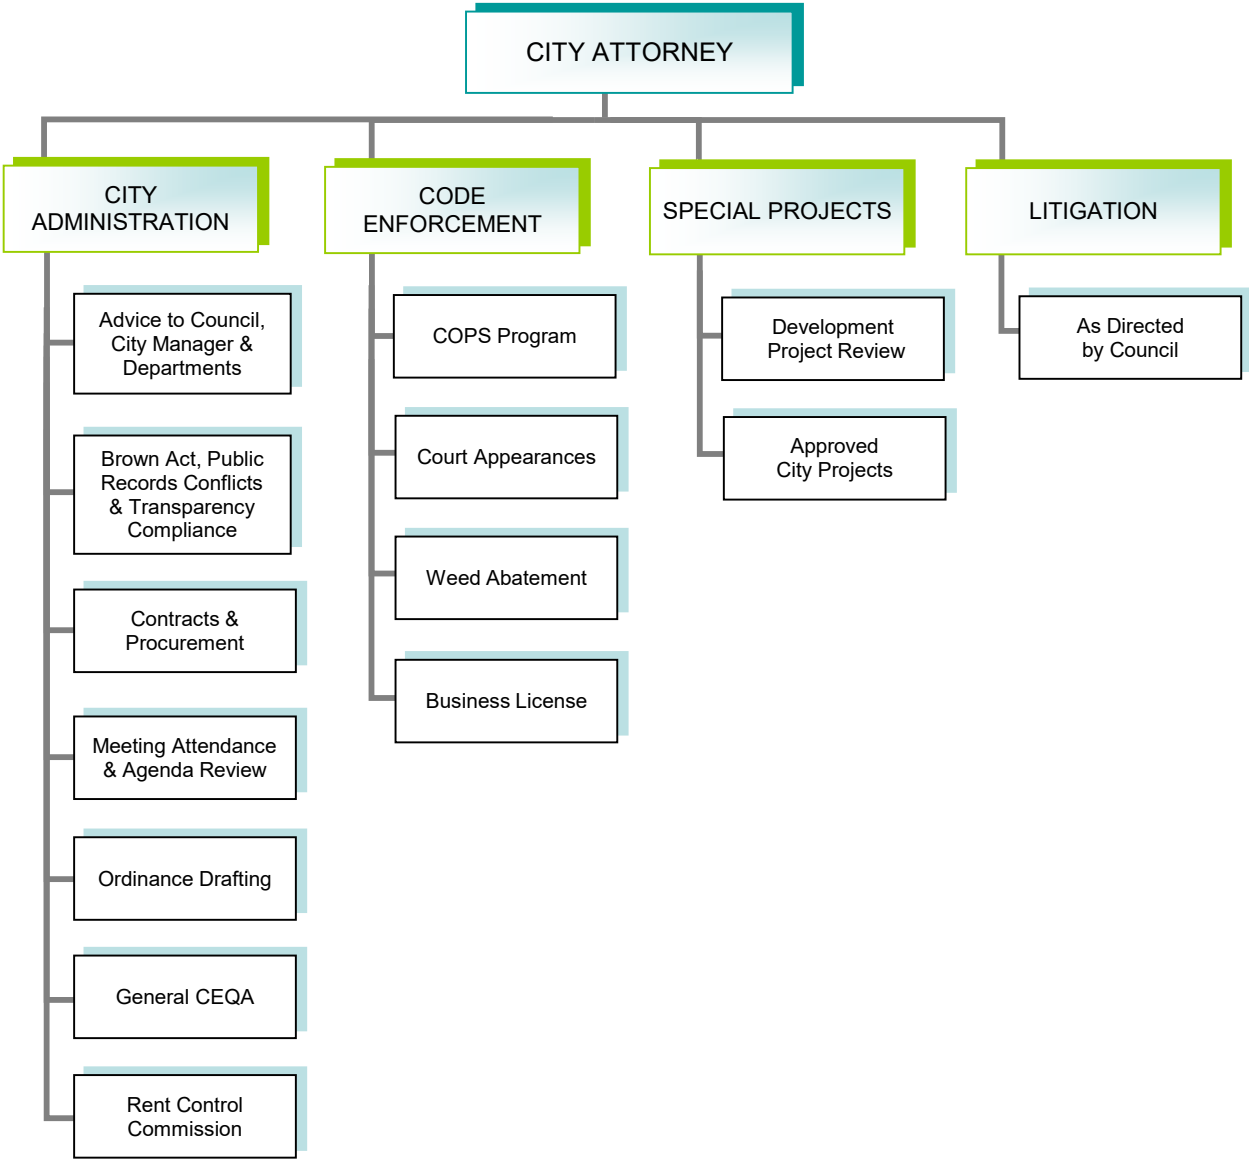 CITY ATTORNEY
CITY
ADMINISTRATION
Advice to Council,
City Manager &
Departments
Brown Act, Public
Records Conflicts
& Transparency
Compliance
Contracts &
Procurement
Meeting Attendance
& Agenda Review
Ordinance Drafting
General CEQA
Rent Control
Commission
CODE
ENFORCEMENT
COPS Program
Court Appearances
Weed Abatement
Business License
SPECIAL PROJECTS
Development
Project Review
Approved
City Projects
LITIGATION
As Directed
by Council